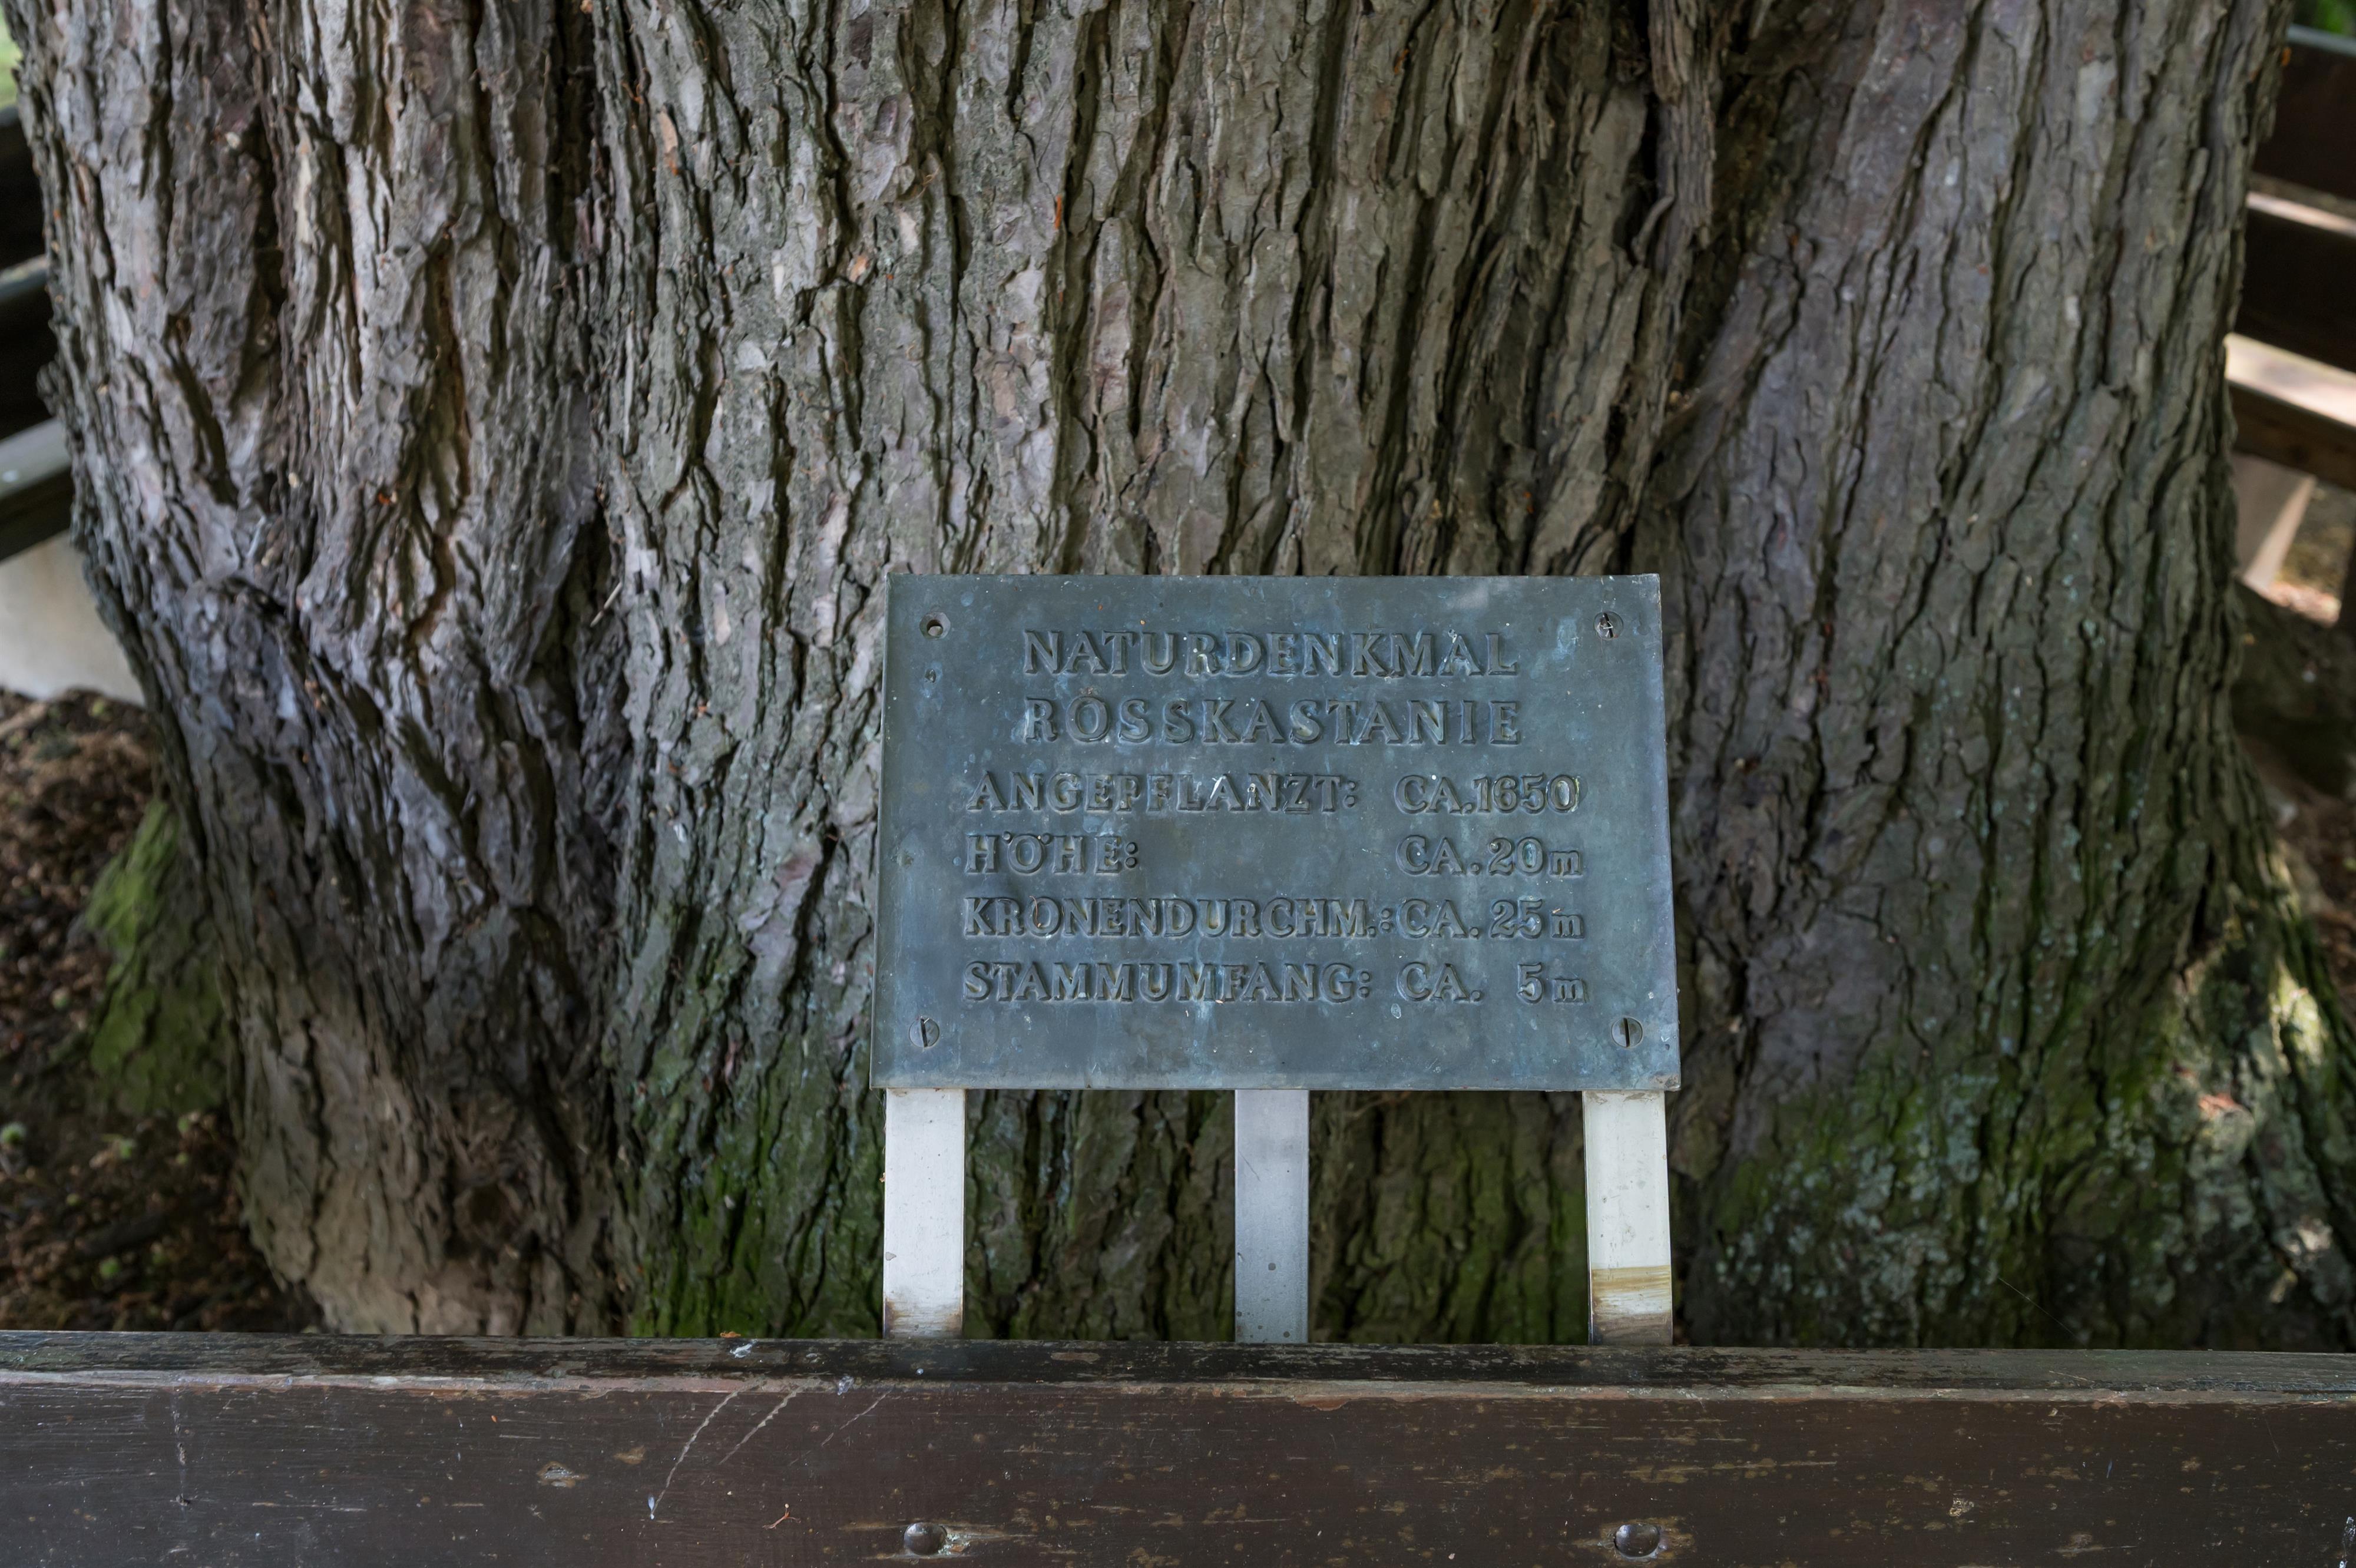 NATURDENKMAL
ROSSKASTANIE
ANGEPFLANZT: CA.1650
HÖHE: CA. 20m
KRONENDURCHM.: CA. 25m
STAMMUMFANG: CA. 5m